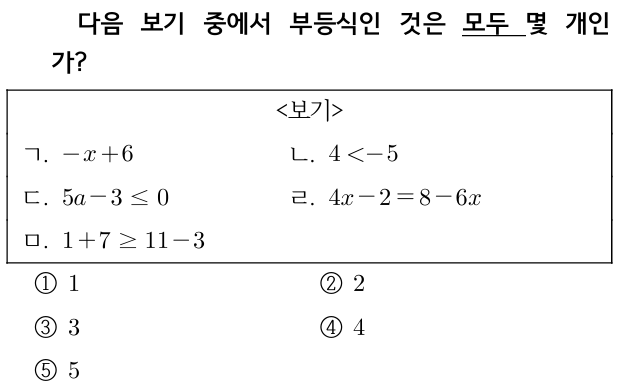 다음 보기 중에서 부등식인 것은 모두 몇 개인
가?
<보기>
ㄱ. −x+6 ㄴ. 4<−5
ㄷ. 5a−3 ≤ 0 ㄹ. 4x−2=8−6x
ㅁ. 1+7 ≥ 11−3
① 1 ② 2
③ 3 ④ 4
⑤ 5